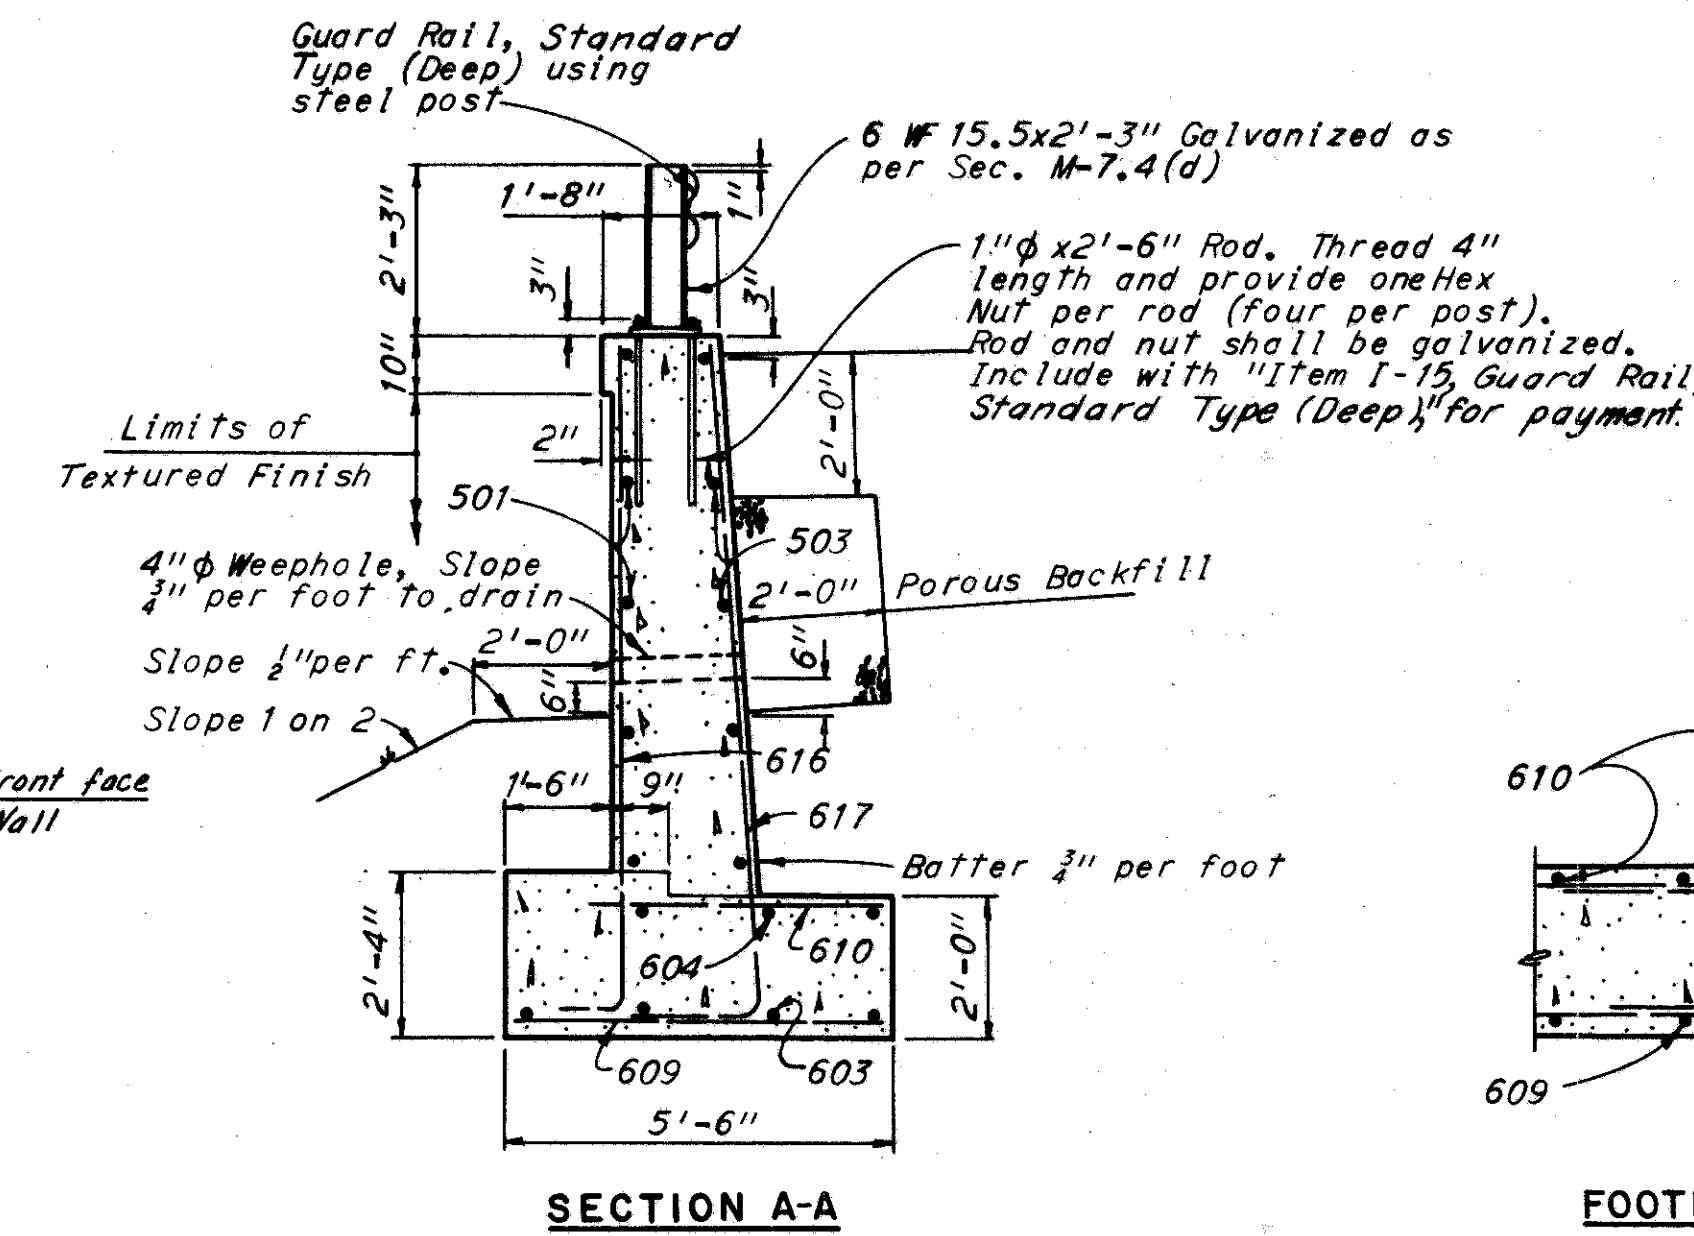 Guard Rail, Standard
Type (Deep) using
steel post
6 WF 15.5x2'-3" Galvanized as
per Sec. M-7.4(d)
1'-8"
1"
2'-3"
3"
3"
1"φ x2'-6" Rod. Thread 4"
length and provide one Hex
Nut per rod (four per post).
Rod and nut shall be galvanized.
Include with "Item I-15, Guard Rail,
Standard Type (Deep)," for payment.
10"
2'-0"
Limits of
Textured Finish
2"
501
503
4"φ Weephole, Slope
3/4" per foot to drain
2'-0"
Porous Backfill
2'-0"
6"
Slope 1/2" per ft.
6"
Slope 1 on 2
616
610
ront face
Wall
1'-6"
9"
617
Batter 3/4" per foot
2'-4"
604
610
2'-0"
609
603
609
5'-6"
SECTION A-A
FOOTI